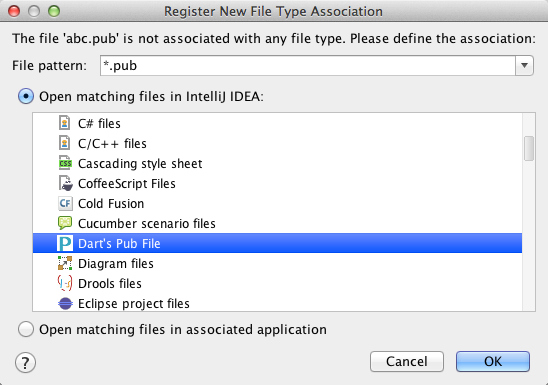 Register New File Type Association
The file 'abc.pub' is not associated with any file type. Please define the association:
File pattern: *.pub
Open matching files in IntelliJ IDEA:
C# files
C/C++ files
CSS Cascading style sheet
CoffeeScript Files
CF Cold Fusion
Cucumber scenario files
P Dart's Pub File
Diagram files
Drools files
Eclipse project files
Open matching files in associated application
? Cancel OK